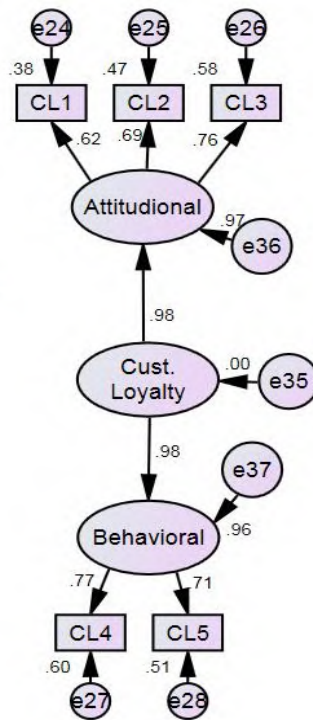 e24 e25 e26
.38 .47 .58
CL1 CL2 CL3
.62 .69 .76
Attitudional
.97
e36
.98
Cust.
Loyalty
.00
e35
.98
e37
Behavioral
.96
.77 .71
CL4 CL5
.60 .51
e27 e28